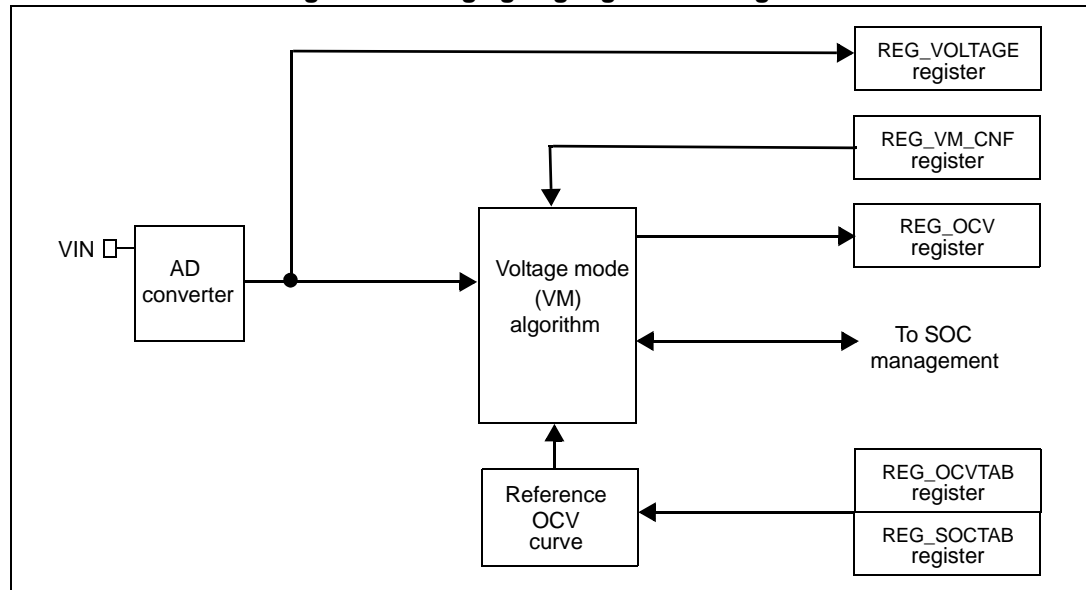 REG_VOLTAGE
register
REG_VM_CNF
register
REG_OCV
register
VIN
AD
converter
Voltage mode
(VM)
algorithm
To SOC
management
Reference
OCV
curve
REG_OCVTAB
register
REG_SOCTAB
register